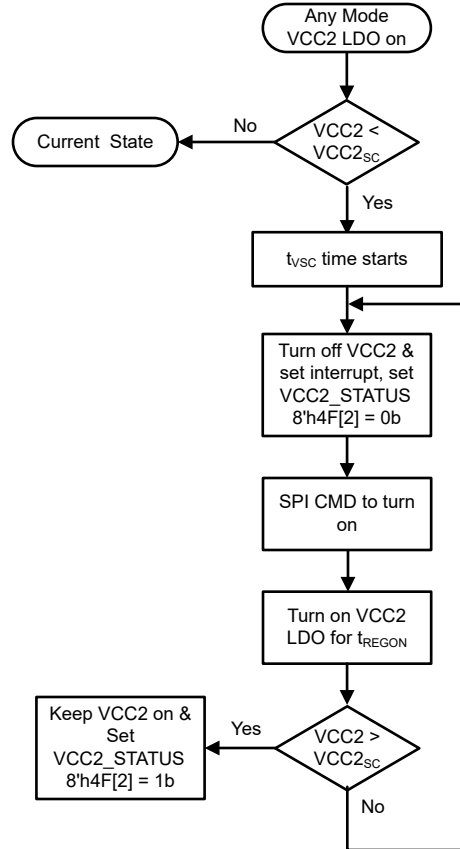 Any Mode
VCC2 LDO on
No
Current State
VCC2 <
VCC2SC
Yes
tVSC time starts
Turn off VCC2 &
set interrupt, set
VCC2_STATUS
8'h4F[2] = 0b
SPI CMD to turn
on
Turn on VCC2
LDO for tREGON
Keep VCC2 on &
Set
VCC2_STATUS
8'h4F[2] = 1b
Yes
VCC2 >
VCC2SC
No